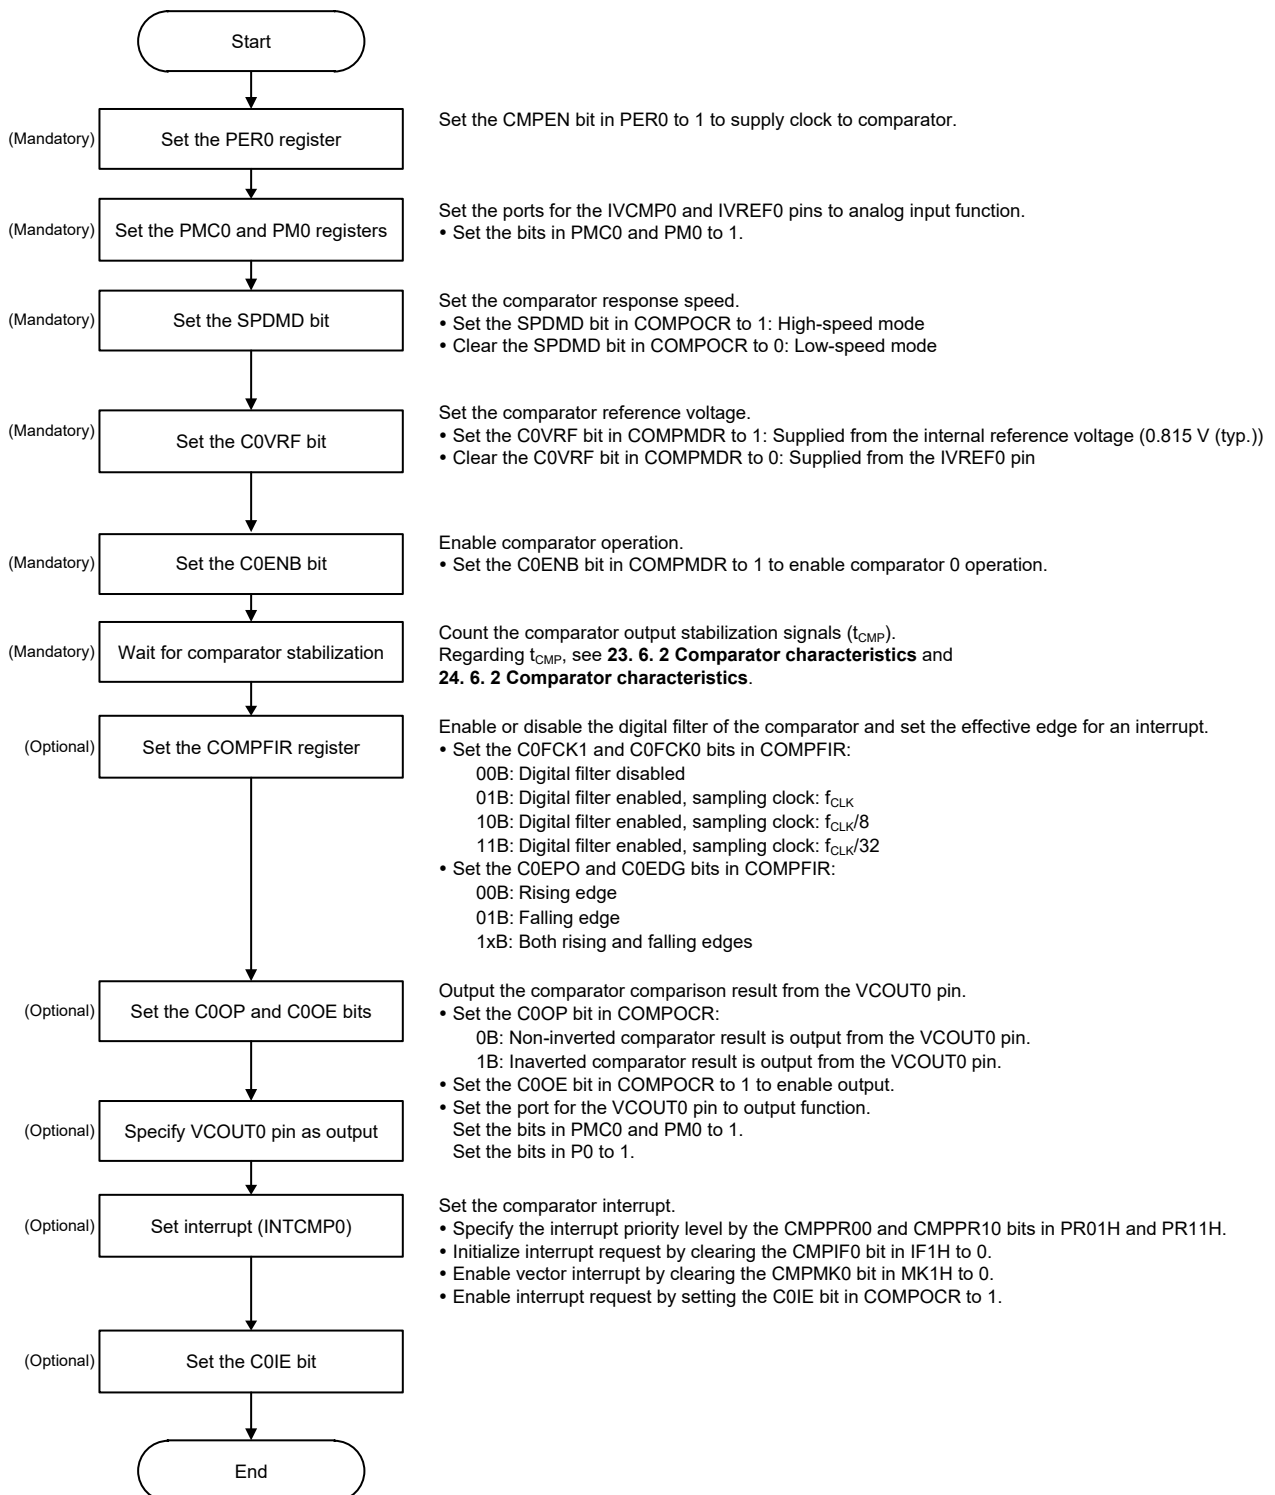 Start
(Mandatory)
Set the PER0 register
Set the CMPEN bit in PER0 to 1 to supply clock to comparator.
(Mandatory)
Set the PMC0 and PM0 registers
Set the ports for the IVCMP0 and IVREF0 pins to analog input function.
• Set the bits in PMC0 and PM0 to 1.
(Mandatory)
Set the SPDMD bit
Set the comparator response speed.
• Set the SPDMD bit in COMPOCR to 1: High-speed mode
• Clear the SPDMD bit in COMPOCR to 0: Low-speed mode
(Mandatory)
Set the C0VRF bit
Set the comparator reference voltage.
• Set the C0VRF bit in COMPMDR to 1: Supplied from the internal reference voltage (0.815 V (typ.))
• Clear the C0VRF bit in COMPMDR to 0: Supplied from the IVREF0 pin
(Mandatory)
Set the C0ENB bit
Enable comparator operation.
• Set the C0ENB bit in COMPMDR to 1 to enable comparator 0 operation.
(Mandatory)
Wait for comparator stabilization
Count the comparator output stabilization signals (tCMP).
Regarding tCMP, see 23. 6. 2 Comparator characteristics and
24. 6. 2 Comparator characteristics.
(Optional)
Set the COMPFIR register
Enable or disable the digital filter of the comparator and set the effective edge for an interrupt.
• Set the C0FCK1 and C0FCK0 bits in COMPFIR:
00B: Digital filter disabled
01B: Digital filter enabled, sampling clock: fCLK
10B: Digital filter enabled, sampling clock: fCLK/8
11B: Digital filter enabled, sampling clock: fCLK/32
• Set the C0EPO and C0EDG bits in COMPFIR:
00B: Rising edge
01B: Falling edge
1xB: Both rising and falling edges
(Optional)
Set the C0OP and C0OE bits
Output the comparator comparison result from the VCOUT0 pin.
• Set the C0OP bit in COMPOCR:
0B: Non-inverted comparator result is output from the VCOUT0 pin.
1B: Inaverted comparator result is output from the VCOUT0 pin.
• Set the C0OE bit in COMPOCR to 1 to enable output.
(Optional)
Specify VCOUT0 pin as output
• Set the port for the VCOUT0 pin to output function.
Set the bits in PMC0 and PM0 to 1.
Set the bits in P0 to 1.
(Optional)
Set interrupt (INTCMP0)
Set the comparator interrupt.
• Specify the interrupt priority level by the CMPPR00 and CMPPR10 bits in PR01H and PR11H.
• Initialize interrupt request by clearing the CMPIF0 bit in IF1H to 0.
• Enable vector interrupt by clearing the CMPMK0 bit in MK1H to 0.
• Enable interrupt request by setting the C0IE bit in COMPOCR to 1.
(Optional)
Set the C0IE bit
End